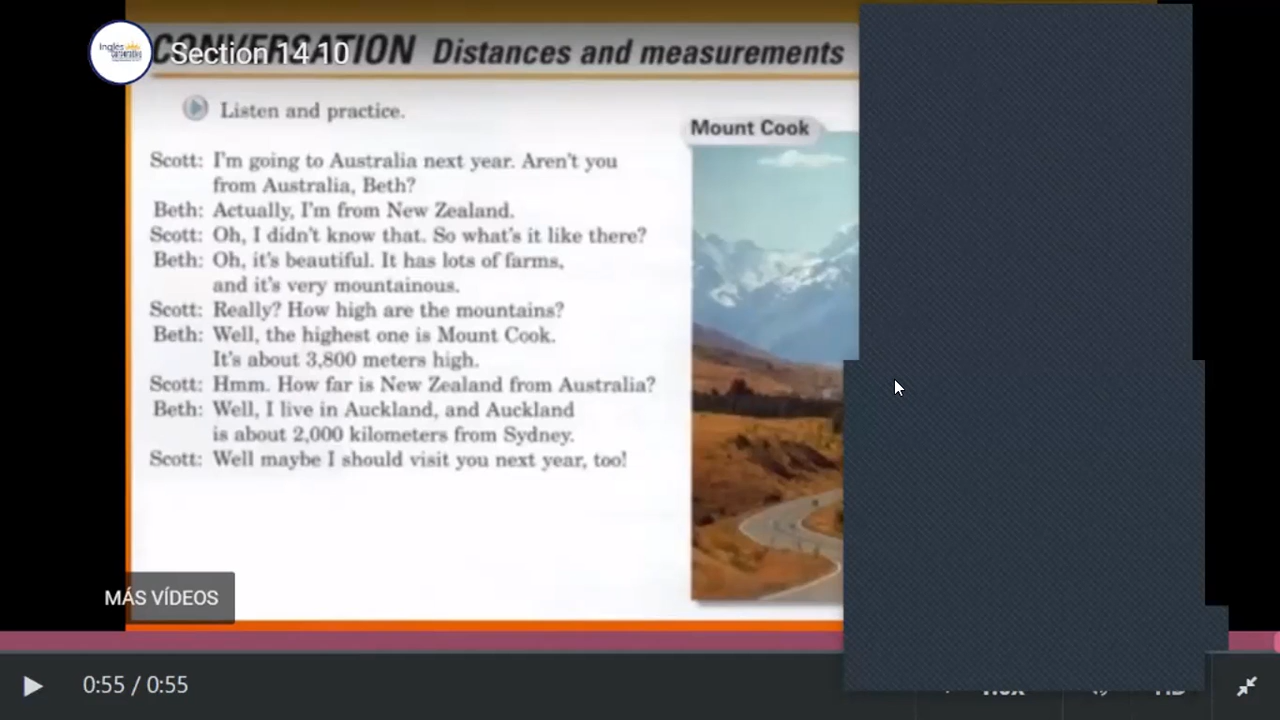 CONVERSATION Distances and measurements
Section 14 10
Listen and practice.
Mount Cook
Scott: I'm going to Australia next year. Aren't you
from Australia, Beth?
Beth: Actually, I'm from New Zealand.
Scott: Oh, I didn't know that. So what's it like there?
Beth: Oh, it's beautiful. It has lots of farms,
and it's very mountainous.
Scott: Really? How high are the mountains?
Beth: Well, the highest one is Mount Cook.
It's about 3,800 meters high.
Scott: Hmm. How far is New Zealand from Australia?
Beth: Well, I live in Auckland, and Auckland
is about 2,000 kilometers from Sydney.
Scott: Well maybe I should visit you next year, too!
MÁS VÍDEOS
0:55 / 0:55